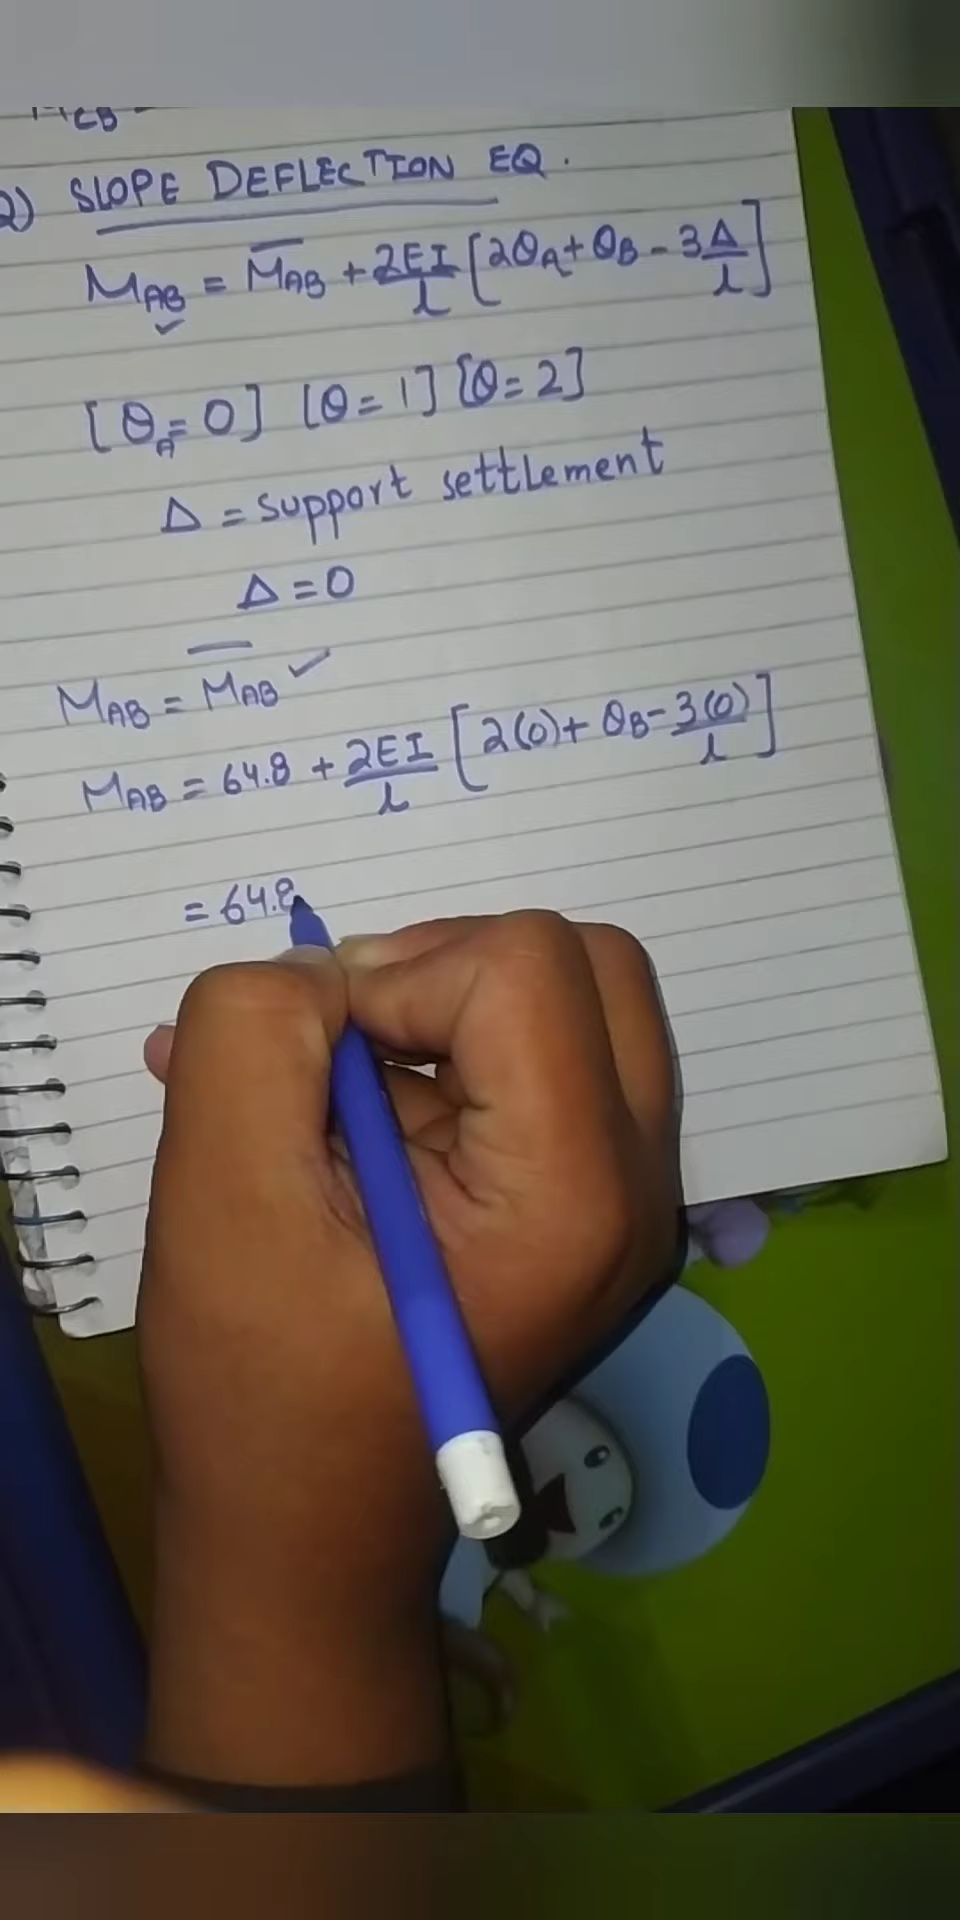 MCB
2) SLOPE DEFLECTION EQ.
MAB = M̅AB + 2EI/l [2θA + θB - 3Δ/l]
[θA = 0] [θ = 1] [θ = 2]
Δ = support settlement
Δ = 0
MAB = M̅AB ✓
MAB = 64.8 + 2EI/l [2(0) + θB - 3(0)/l]
= 64.8